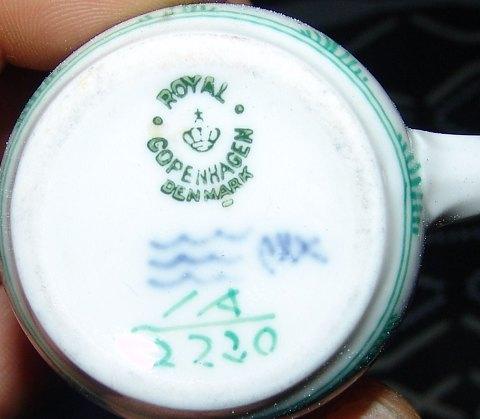 ROYAL
COPENHAGEN
DENMARK
1A
2220